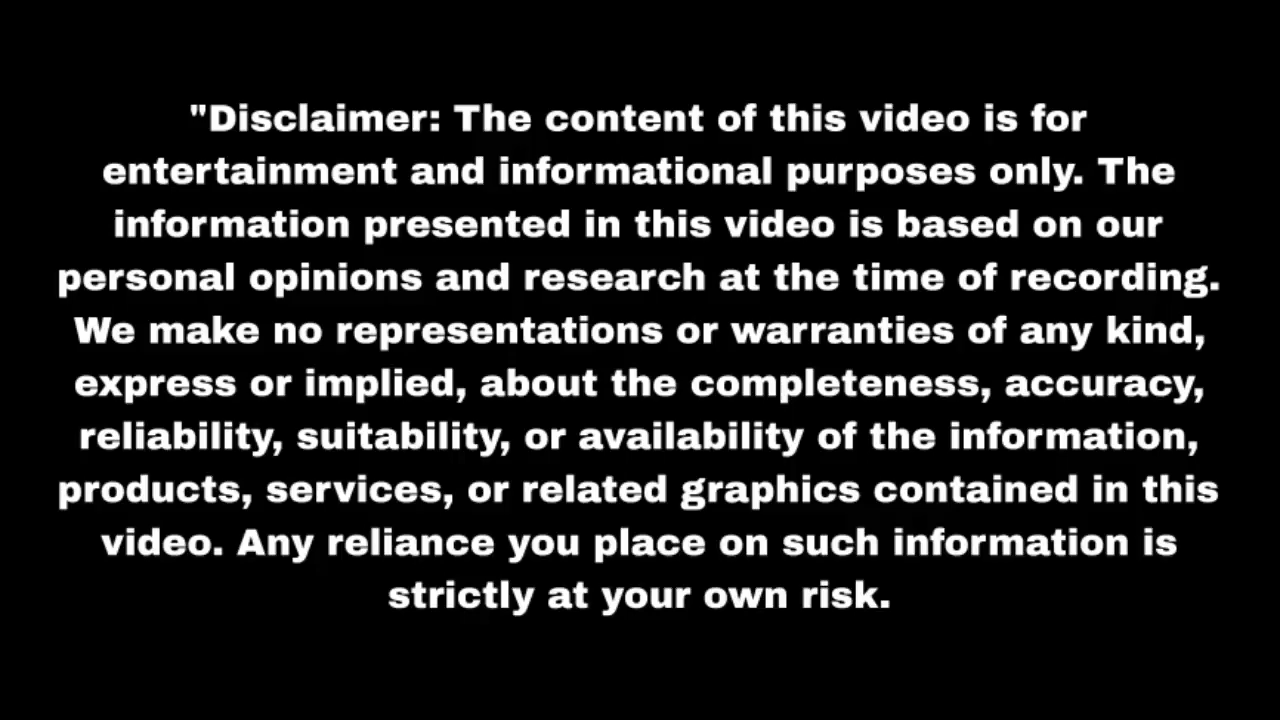 "Disclaimer: The content of this video is for
entertainment and informational purposes only. The
information presented in this video is based on our
personal opinions and research at the time of recording.
We make no representations or warranties of any kind,
express or implied, about the completeness, accuracy,
reliability, suitability, or availability of the information,
products, services, or related graphics contained in this
video. Any reliance you place on such information is
strictly at your own risk.